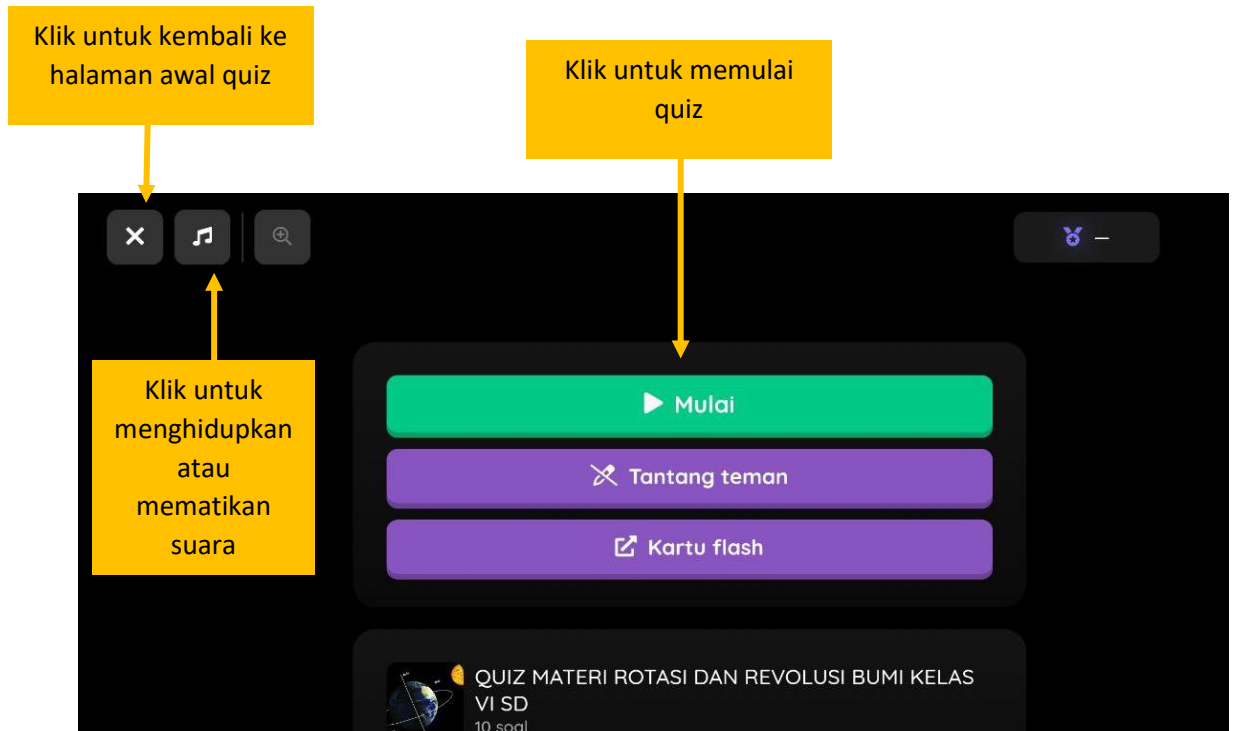 Klik untuk kembali ke
halaman awal quiz
Klik untuk memulai
quiz
–
Klik untuk
menghidupkan
atau
mematikan
suara
Mulai
Tantang teman
Kartu flash
QUIZ MATERI ROTASI DAN REVOLUSI BUMI KELAS
VI SD
10 soal